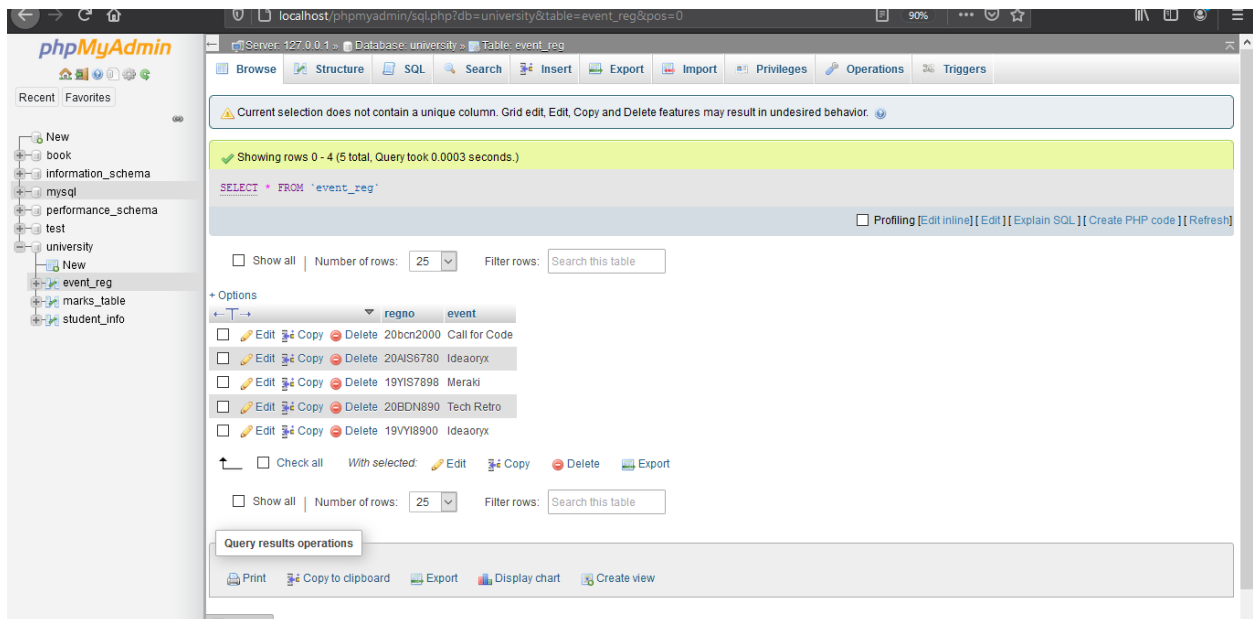 localhost/phpmyadmin/sql.php?db=university&table=event_reg&pos=0 90%
phpMyAdmin
Recent Favorites
New
book
information_schema
mysql
performance_schema
test
university
New
event_reg
marks_table
student_info
Server: 127.0.0.1 » Database: university » Table: event_reg
Browse Structure SQL Search Insert Export Import Privileges Operations Triggers
Current selection does not contain a unique column. Grid edit, Edit, Copy and Delete features may result in undesired behavior.
Showing rows 0 - 4 (5 total, Query took 0.0003 seconds.)
SELECT * FROM `event_reg`
Profiling [Edit inline] [ Edit ] [ Explain SQL ] [ Create PHP code ] [ Refresh]
Show all | Number of rows: 25 Filter rows: Search this table
+ Options
←T→ ▼ regno event
Edit Copy Delete 20bcn2000 Call for Code
Edit Copy Delete 20AIS6780 Ideaoryx
Edit Copy Delete 19YIS7898 Meraki
Edit Copy Delete 20BDN890 Tech Retro
Edit Copy Delete 19VYI8900 Ideaoryx
Check all With selected: Edit Copy Delete Export
Show all | Number of rows: 25 Filter rows: Search this table
Query results operations
Print Copy to clipboard Export Display chart Create view